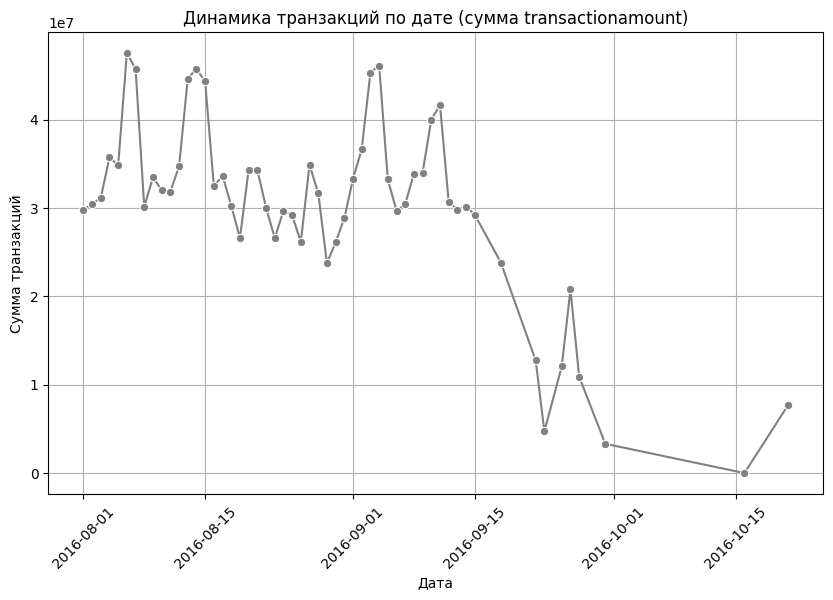 Динамика транзакций по дате (сумма transactionamount)
1e7
4
3
2
1
0
Сумма транзакций
2016-08-01
2016-08-15
2016-09-01
2016-09-15
2016-10-01
2016-10-15
Дата